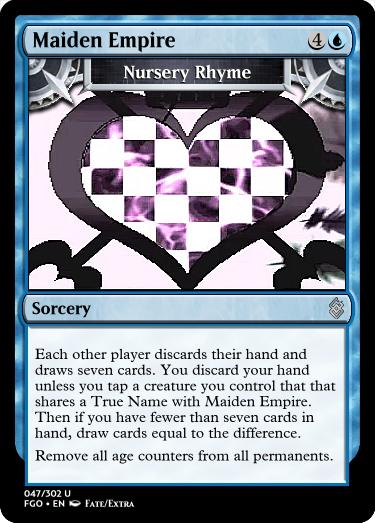 Maiden Empire 4
Nursery Rhyme
Sorcery
Each other player discards their hand and
draws seven cards. You discard your hand
unless you tap a creature you control that that
shares a True Name with Maiden Empire.
Then if you have fewer than seven cards in
hand, draw cards equal to the difference.
Remove all age counters from all permanents.
047/302 U
FGO • EN Fate/Extra